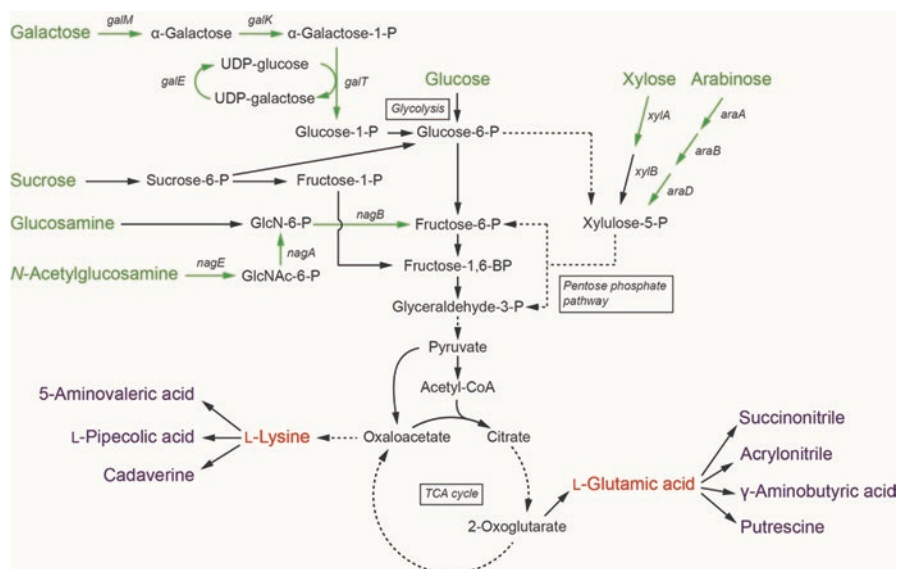 galM
galK
Galactose
α-Galactose
α-Galactose-1-P
UDP-glucose
galE
galT
UDP-galactose
Glucose
Xylose
Arabinose
Glycolysis
xylA
araA
Glucose-1-P
Glucose-6-P
araB
xylB
araD
Sucrose
Sucrose-6-P
Fructose-1-P
Glucosamine
GlcN-6-P
nagB
Fructose-6-P
Xylulose-5-P
nagA
nagE
N-Acetylglucosamine
GlcNAc-6-P
Fructose-1,6-BP
Pentose phosphate
pathway
Glyceraldehyde-3-P
Pyruvate
Acetyl-CoA
5-Aminovaleric acid
L-Pipecolic acid
L-Lysine
Cadaverine
Oxaloacetate
Citrate
Succinonitrile
Acrylonitrile
L-Glutamic acid
γ-Aminobutyric acid
Putrescine
TCA cycle
2-Oxoglutarate